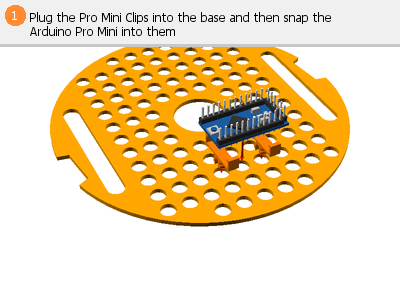 1 Plug the Pro Mini Clips into the base and then snap the
Arduino Pro Mini into them